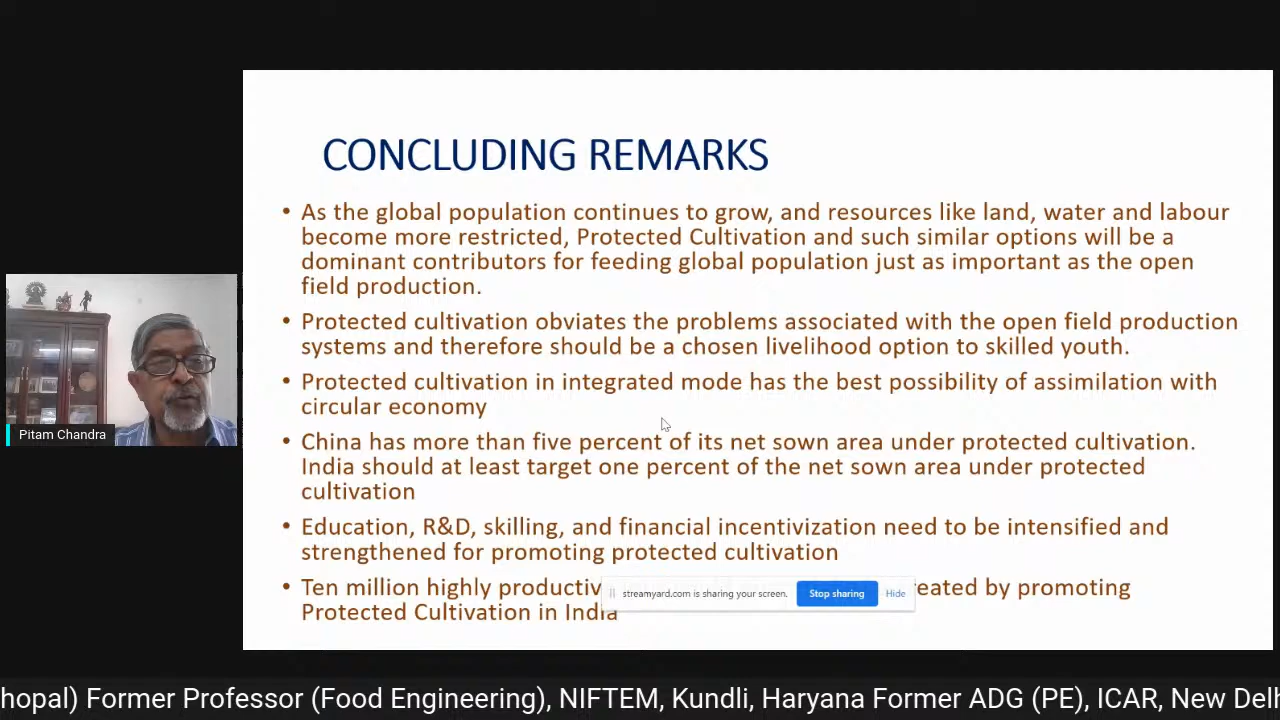 CONCLUDING REMARKS
• As the global population continues to grow, and resources like land, water and labour
become more restricted, Protected Cultivation and such similar options will be a
dominant contributors for feeding global population just as important as the open
field production.
• Protected cultivation obviates the problems associated with the open field production
systems and therefore should be a chosen livelihood option to skilled youth.
• Protected cultivation in integrated mode has the best possibility of assimilation with
circular economy
• China has more than five percent of its net sown area under protected cultivation.
India should at least target one percent of the net sown area under protected
cultivation
• Education, R&D, skilling, and financial incentivization need to be intensified and
strengthened for promoting protected cultivation
• Ten million highly by promoting
Protected Cultivation in India
streamyard.com is sharing your screen. Stop sharing Hide
Pitam Chandra
hopal) Former Professor (Food Engineering), NIFTEM, Kundli, Haryana Former ADG (PE), ICAR, New Delh